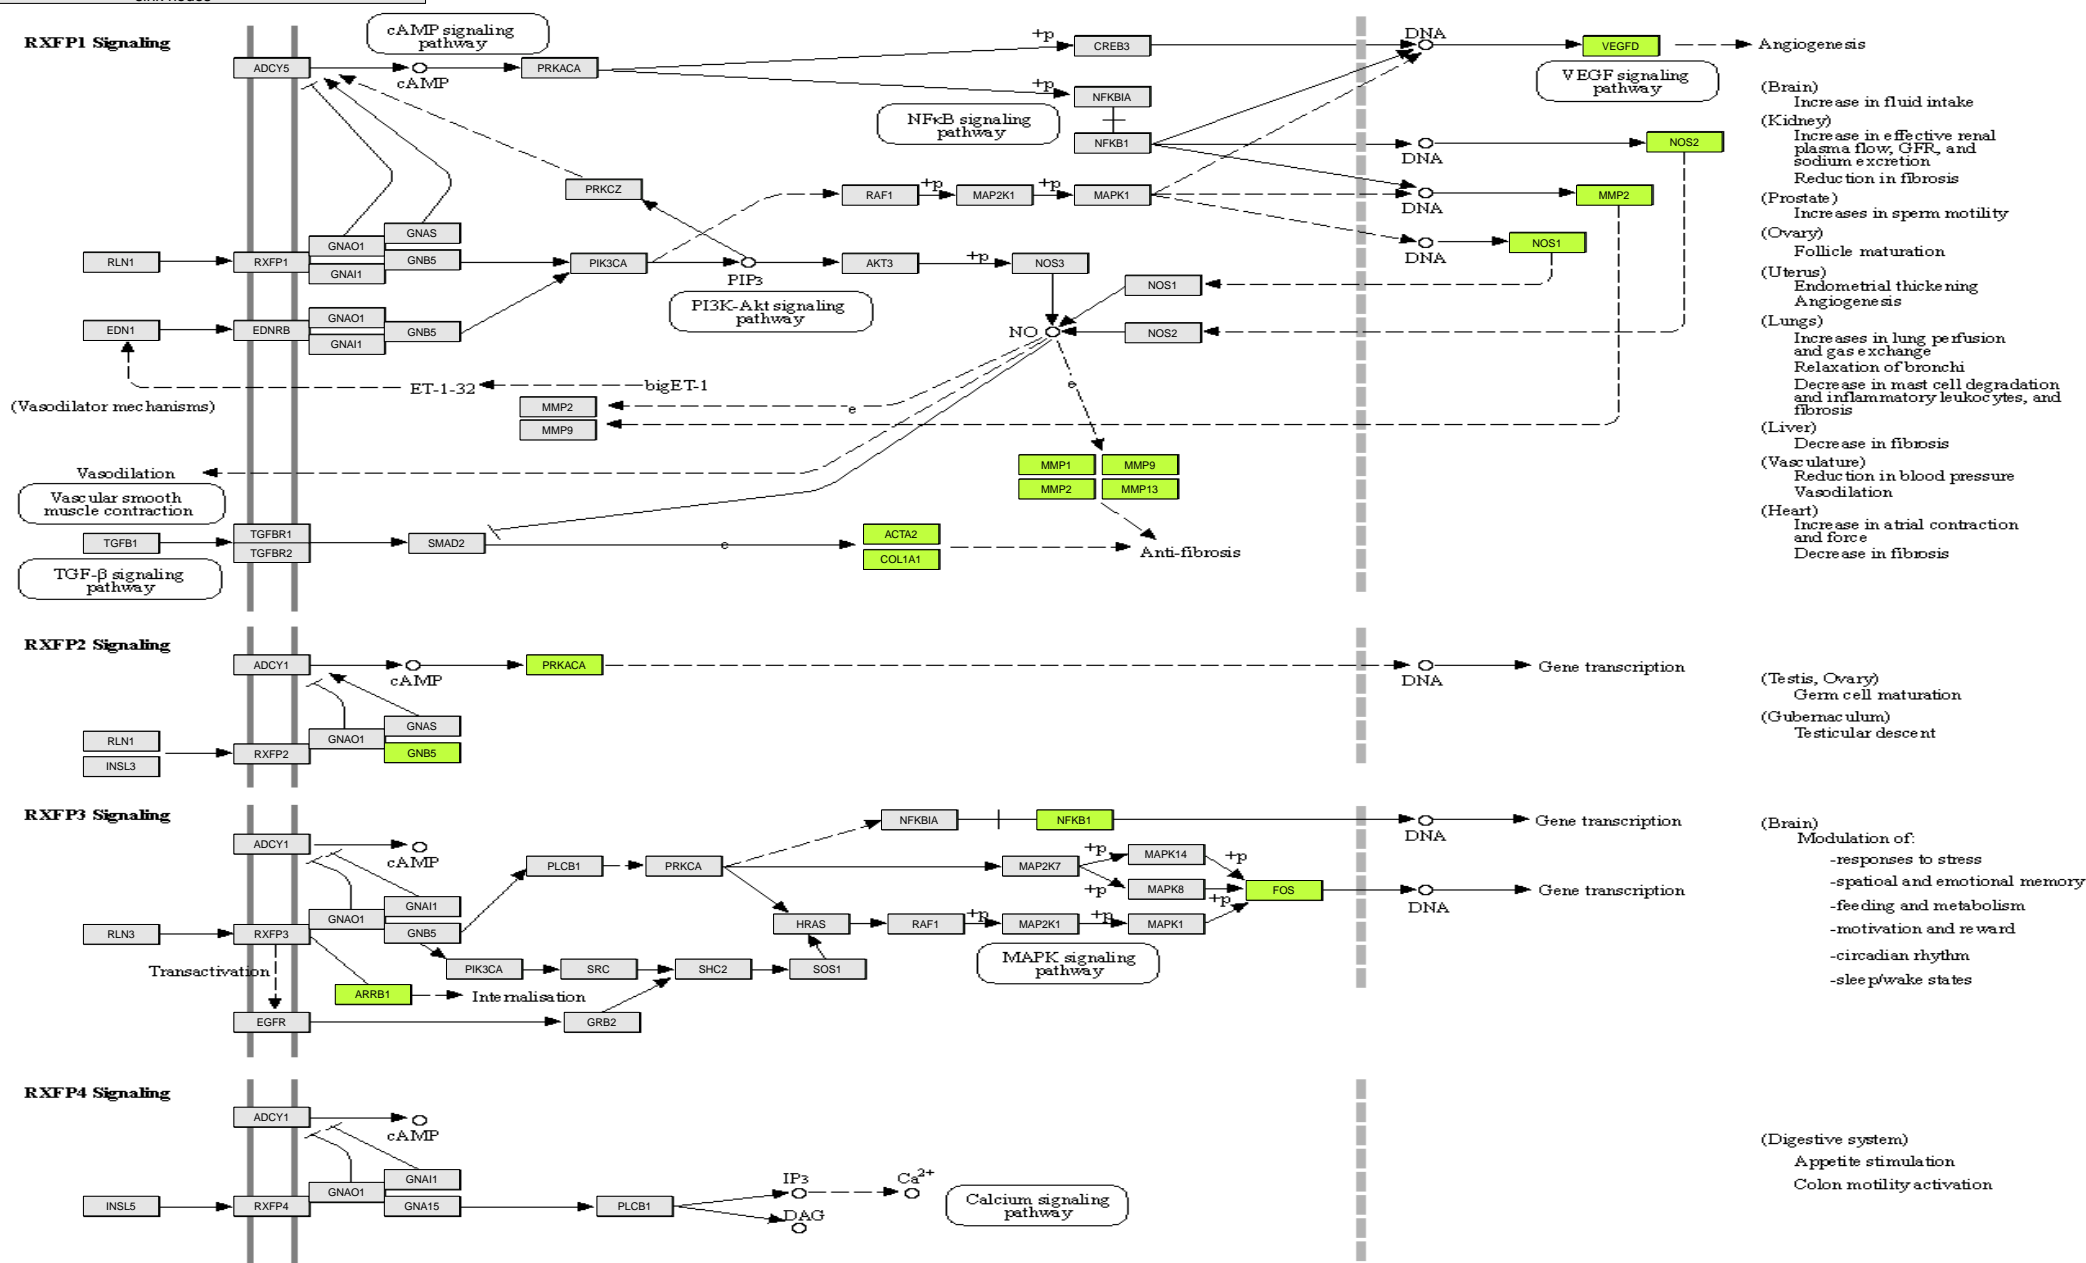 sink nodes
RXFP1 Signaling
cAMP signaling
pathway
ADCY5
cAMP
PRKACA
+p
CREB3
DNA
VEGFD
Angiogenesis
VEGF signaling
pathway
+p
NFKBIA
NFκB signaling
pathway
NFKB1
DNA
NOS2
PRKCZ
RAF1
+p
MAP2K1
+p
MAPK1
DNA
MMP2
GNAS
GNAO1
RLN1
RXFP1
GNB5
GNAI1
PIK3CA
PIP3
AKT3
+p
NOS3
DNA
NOS1
NOS1
PI3K-Akt signaling
pathway
EDN1
EDNRB
GNAO1
GNB5
GNAI1
NO
NOS2
ET-1-32
bigET-1
(Vasodilator mechanisms)
e
MMP2
e
MMP9
Vasodilation
MMP1
MMP9
MMP2
MMP13
Vascular smooth
muscle contraction
TGFB1
TGFBR1
TGFBR2
SMAD2
e
ACTA2
COL1A1
Anti-fibrosis
TGF-β signaling
pathway
(Brain)
Increase in fluid intake
(Kidney)
Increase in effective renal
plasma flow, GFR, and
sodium excretion
Reduction in fibrosis
(Prostate)
Increases in sperm motility
(Ovary)
Follicle maturation
(Uterus)
Endometrial thickening
Angiogenesis
(Lungs)
Increases in lung perfusion
and gas exchange
Relaxation of bronchi
Decrease in mast cell degradation
and inflammatory leukocytes, and
fibrosis
(Liver)
Decrease in fibrosis
(Vasculature)
Reduction in blood pressure
Vasodilation
(Heart)
Increase in atrial contraction
and force
Decrease in fibrosis
RXFP2 Signaling
ADCY1
cAMP
PRKACA
DNA
Gene transcription
GNAS
GNAO1
RLN1
INSL3
RXFP2
GNB5
(Testis, Ovary)
Germ cell maturation
(Gubernaculum)
Testicular descent
RXFP3 Signaling
ADCY1
cAMP
NFKBIA
NFKB1
DNA
Gene transcription
PLCB1
PRKCA
MAP2K7
+p
MAPK14
+p
+p
MAPK8
FOS
DNA
Gene transcription
GNAI1
GNAO1
RLN3
RXFP3
GNB5
HRAS
RAF1
+p
MAP2K1
+p
MAPK1
+p
MAPK signaling
pathway
Transactivation
PIK3CA
SRC
SHC2
SOS1
ARRB1
Internalisation
EGFR
GRB2
(Brain)
Modulation of:
-responses to stress
-spatioal and emotional memory
-feeding and metabolism
-motivation and reward
-circadian rhythm
-sleep/wake states
RXFP4 Signaling
ADCY1
cAMP
GNAI1
GNAO1
INSL5
RXFP4
GNA15
PLCB1
IP3
Ca2+
DAG
Calcium signaling
pathway
(Digestive system)
Appetite stimulation
Colon motility activation